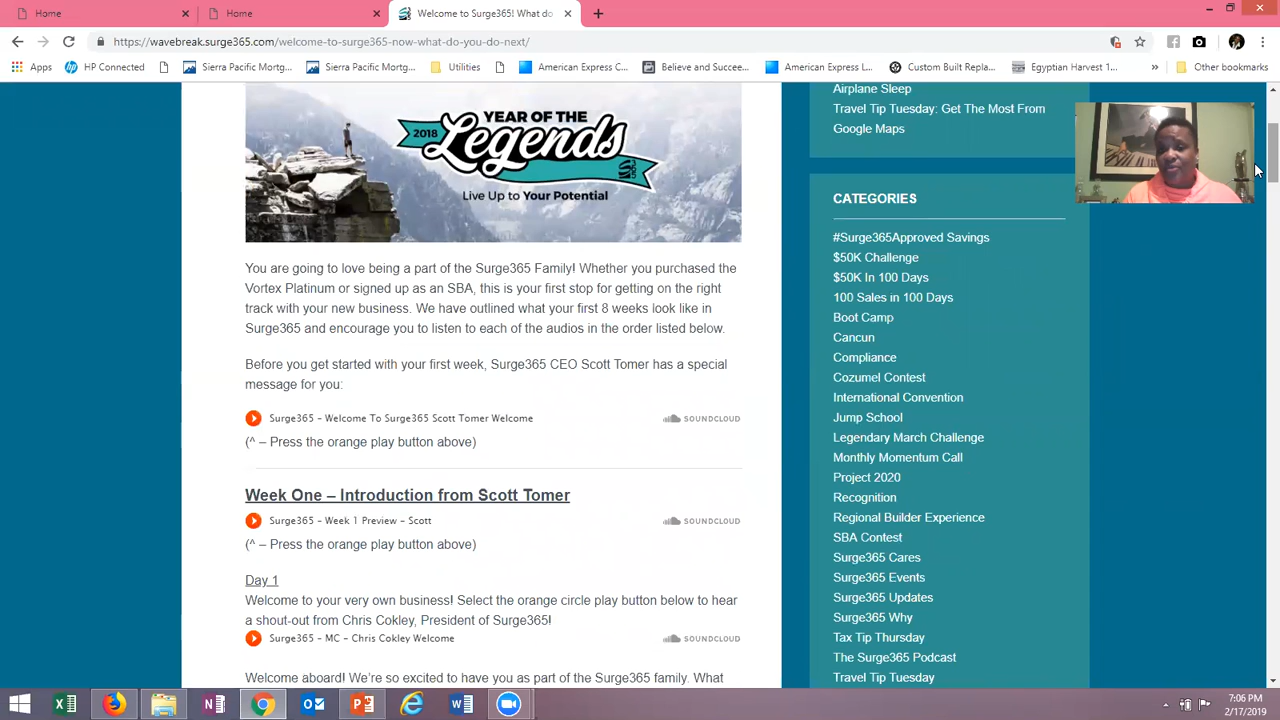 Home
Home
Welcome to Surge365! What do
https://wavebreak.surge365.com/welcome-to-surge365-now-what-do-you-do-next/
Apps
HP Connected
Sierra Pacific Mortg...
Sierra Pacific Mortg...
Utilities
American Express C...
Believe and Succee...
American Express L...
Custom Built Repla...
Egyptian Harvest 1...
Other bookmarks
2018
YEAR OF THE
Legends
365
Live Up to Your Potential
You are going to love being a part of the Surge365 Family! Whether you purchased the
Vortex Platinum or signed up as an SBA, this is your first stop for getting on the right
track with your new business. We have outlined what your first 8 weeks look like in
Surge365 and encourage you to listen to each of the audios in the order listed below.
Before you get started with your first week, Surge365 CEO Scott Tomer has a special
message for you:
Surge365 – Welcome To Surge365 Scott Tomer Welcome
SOUNDCLOUD
(^ – Press the orange play button above)
Week One – Introduction from Scott Tomer
Surge365 – Week 1 Preview – Scott
SOUNDCLOUD
(^ – Press the orange play button above)
Day 1
Welcome to your very own business! Select the orange circle play button below to hear
a shout-out from Chris Cokley, President of Surge365!
Surge365 – MC – Chris Cokley Welcome
SOUNDCLOUD
Welcome aboard! We're so excited to have you as part of the Surge365 family. What
Airplane Sleep
Travel Tip Tuesday: Get The Most From
Google Maps
CATEGORIES
#Surge365Approved Savings
$50K Challenge
$50K In 100 Days
100 Sales in 100 Days
Boot Camp
Cancun
Compliance
Cozumel Contest
International Convention
Jump School
Legendary March Challenge
Monthly Momentum Call
Project 2020
Recognition
Regional Builder Experience
SBA Contest
Surge365 Cares
Surge365 Events
Surge365 Updates
Surge365 Why
Tax Tip Thursday
The Surge365 Podcast
Travel Tip Tuesday
7:06 PM
2/17/2019